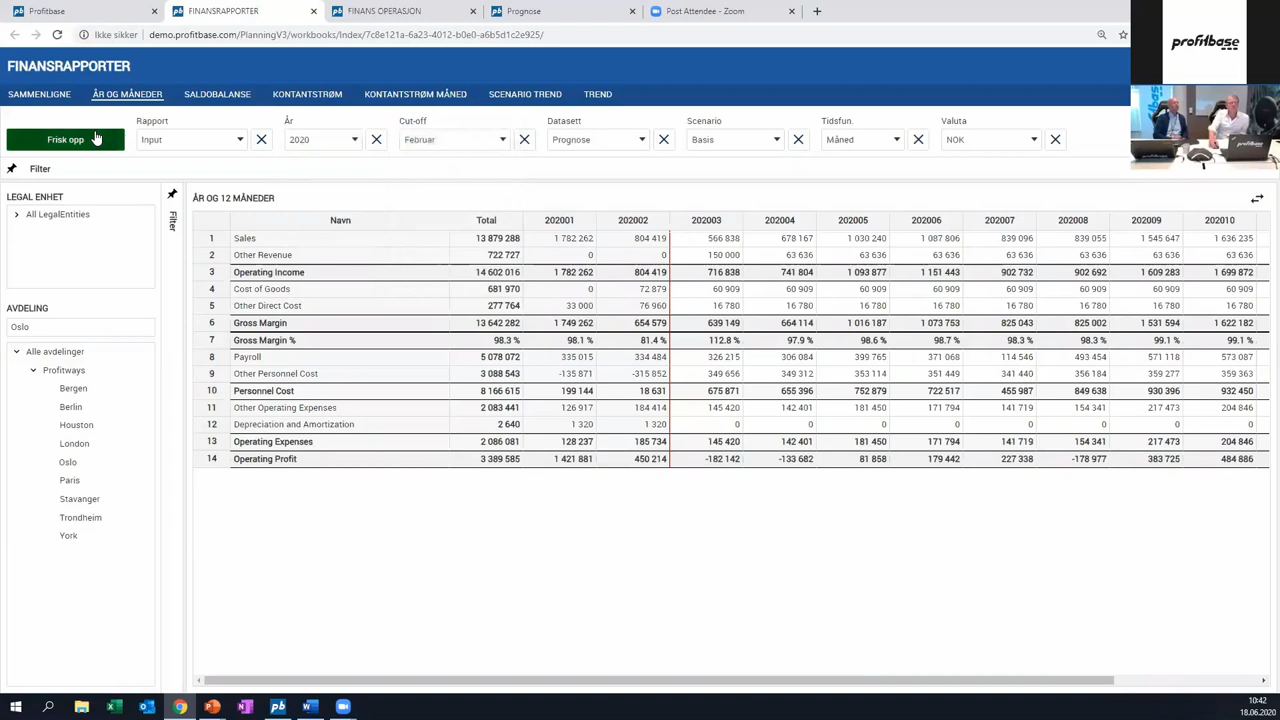 Profitbase
FINANSRAPPORTER
FINANS OPERASJON
Prognose
Post Attendee - Zoom
Ikke sikker
demo.profitbase.com/PlanningV3/workbooks/Index/7c8e121a-6a23-4012-b0e0-a6b5d1c2e925/
profitbase
FINANSRAPPORTER
SAMMENLIGNE ÅR OG MÅNEDER SALDOBALANSE KONTANTSTRØM KONTANTSTRØM MÅNED SCENARIO TREND TREND
Rapport År Cut-off Datasett Scenario Tidsfun. Valuta
Frisk opp Input 2020 Februar Prognose Basis Måned NOK
Filter
LEGAL ENHET
All LegalEntities
AVDELING
Oslo
Alle avdelinger
Profitways
Bergen
Berlin
Houston
London
Oslo
Paris
Stavanger
Trondheim
York
Filter
ÅR OG 12 MÅNEDER
Navn Total 202001 202002 202003 202004 202005 202006 202007 202008 202009 202010
1 Sales 13 879 288 1 782 262 804 419 566 838 678 167 1 030 240 1 087 806 839 096 839 055 1 545 647 1 636 235
2 Other Revenue 722 727 0 0 150 000 63 636 63 636 63 636 63 636 63 636 63 636 63 636
3 Operating Income 14 602 016 1 782 262 804 419 716 838 741 804 1 093 877 1 151 443 902 732 902 692 1 609 283 1 699 872
4 Cost of Goods 681 970 0 72 879 60 909 60 909 60 909 60 909 60 909 60 909 60 909 60 909
5 Other Direct Cost 277 764 33 000 76 960 16 780 16 780 16 780 16 780 16 780 16 780 16 780 16 780
6 Gross Margin 13 642 282 1 749 262 654 579 639 149 664 114 1 016 187 1 073 753 825 043 825 002 1 531 594 1 622 182
7 Gross Margin % 98.3 % 98.1 % 81.4 % 112.8 % 97.9 % 98.6 % 98.7 % 98.3 % 98.3 % 99.1 % 99.1 %
8 Payroll 5 078 072 335 015 334 484 326 215 306 084 399 765 371 068 114 546 493 454 571 118 573 087
9 Other Personnel Cost 3 088 543 -135 871 -315 852 349 656 349 312 353 114 351 449 341 440 356 184 359 277 359 363
10 Personnel Cost 8 166 615 199 144 18 631 675 871 655 396 752 879 722 517 455 987 849 638 930 396 932 450
11 Other Operating Expenses 2 083 441 126 917 184 414 145 420 142 401 181 450 171 794 141 719 154 341 217 473 204 846
12 Depreciation and Amortization 2 640 1 320 1 320 0 0 0 0 0 0 0 0
13 Operating Expenses 2 086 081 128 237 185 734 145 420 142 401 181 450 171 794 141 719 154 341 217 473 204 846
14 Operating Profit 3 389 585 1 421 881 450 214 -182 142 -133 682 81 858 179 442 227 338 -178 977 383 725 484 886
10:42
18.06.2020